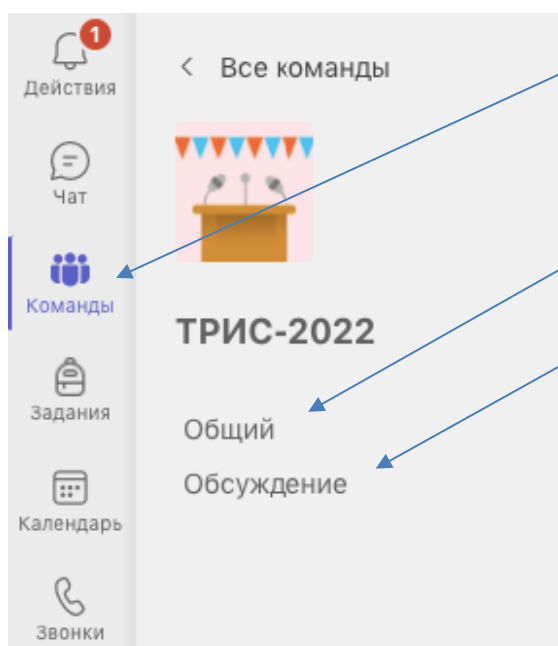 1
Действия
Чат
Команды
Задания
Календарь
Звонки
< Все команды
ТРИС-2022
Общий
Обсуждение